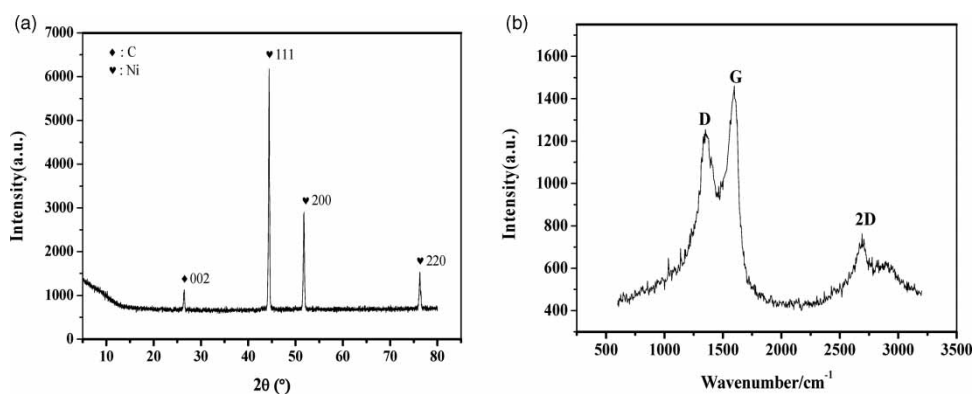 (a)
7000
6000
5000
4000
3000
2000
1000
0
Intensity(a.u.)
♦ : C
♥ : Ni
♥ 111
♥ 200
♥ 220
♦ 002
5 10 20 30 40 50 60 70 80
2θ (°)
(b)
1600
1400
1200
1000
800
600
400
Intensity(a.u.)
D
G
2D
500 1000 1500 2000 2500 3000 3500
Wavenumber/cm⁻¹